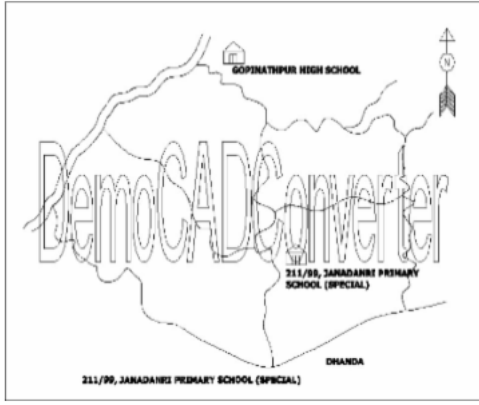 GOPINATHPUR HIGH SCHOOL
N
DemoCADConverter
211/99, JANADANRI PRIMARY
SCHOOL (SPECIAL)
DHANDA
211/99, JANADANRI PRIMARY SCHOOL (SPECIAL)